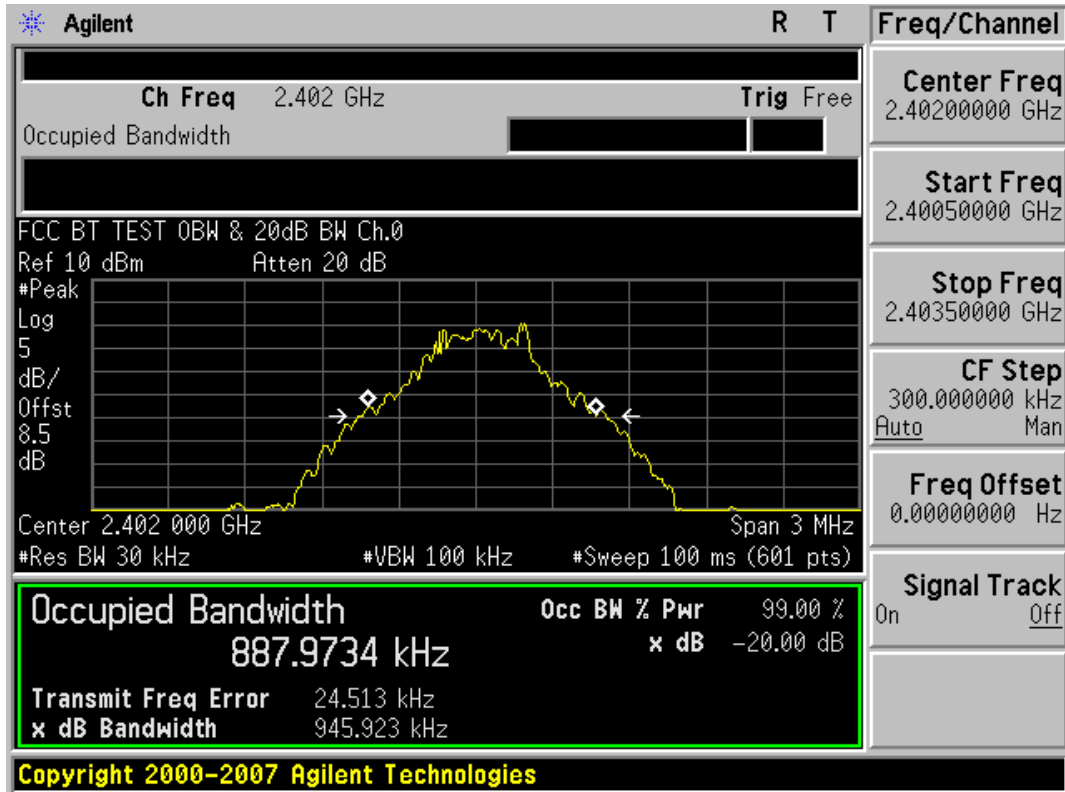 Agilent R T
Ch Freq 2.402 GHz Trig Free
Occupied Bandwidth
FCC BT TEST OBW & 20dB BW Ch.0
Ref 10 dBm Atten 20 dB
#Peak
Log
5
dB/
Offst
8.5
dB
Center 2.402 000 GHz Span 3 MHz
#Res BW 30 kHz #VBW 100 kHz #Sweep 100 ms (601 pts)
Occupied Bandwidth
887.9734 kHz
Occ BW % Pwr 99.00 %
x dB -20.00 dB
Transmit Freq Error 24.513 kHz
x dB Bandwidth 945.923 kHz
Copyright 2000-2007 Agilent Technologies
Freq/Channel
Center Freq
2.40200000 GHz
Start Freq
2.40050000 GHz
Stop Freq
2.40350000 GHz
CF Step
300.000000 kHz
Auto Man
Freq Offset
0.00000000 Hz
Signal Track
On Off